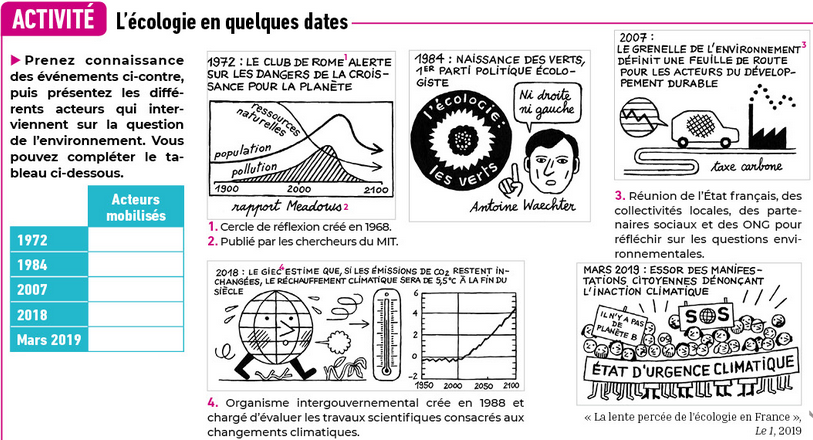 ACTIVITÉ L'écologie en quelques dates
▶ Prenez connaissance
des événements ci-contre,
puis présentez les diffé-
rents acteurs qui inter-
viennent sur la question
de l'environnement. Vous
pouvez compléter le ta-
bleau ci-dessous.
Acteurs
mobilisés
1972
1984
2007
2018
Mars 2019
1972 : LE CLUB DE ROME1 ALERTE
SUR LES DANGERS DE LA CROIS-
SANCE POUR LA PLANÈTE
ressources
naturelles
population
pollution
1900 2000 2100
rapport Meadows 2
1. Cercle de réflexion créé en 1968.
2. Publié par les chercheurs du MIT.
1984 : NAISSANCE DES VERTS,
1ER PARTI POLITIQUE ÉCOLO-
GISTE
l'écologie:
les verts
Ni droite
ni gauche
Antoine Waechter
2007 :
LE GRENELLE DE L'ENVIRONNEMENT3
DÉFINIT UNE FEUILLE DE ROUTE
POUR LES ACTEURS DU DÉVELOP-
PEMENT DURABLE
taxe carbone
3. Réunion de l'État français, des
collectivités locales, des parte-
naires sociaux et des ONG pour
réfléchir sur les questions envi-
ronnementales.
2018 : LE GIEC4 ESTIME QUE, SI LES ÉMISSIONS DE CO2 RESTENT IN-
CHANGÉES, LE RÉCHAUFFEMENT CLIMATIQUE SERA DE 5,5°C À LA FIN DU
SIÈCLE
6
4
2
0
-2
1950 2000 2050 2100
4. Organisme intergouvernemental crée en 1988 et
chargé d'évaluer les travaux scientifiques consacrés aux
changements climatiques.
MARS 2019 : ESSOR DES MANIFES-
TATIONS CITOYENNES DÉNONÇANT
L'INACTION CLIMATIQUE
IL N'Y A PAS
DE
PLANÈTE B
SOS
ÉTAT D'URGENCE CLIMATIQUE
« La lente percée de l'écologie en France »,
Le 1, 2019